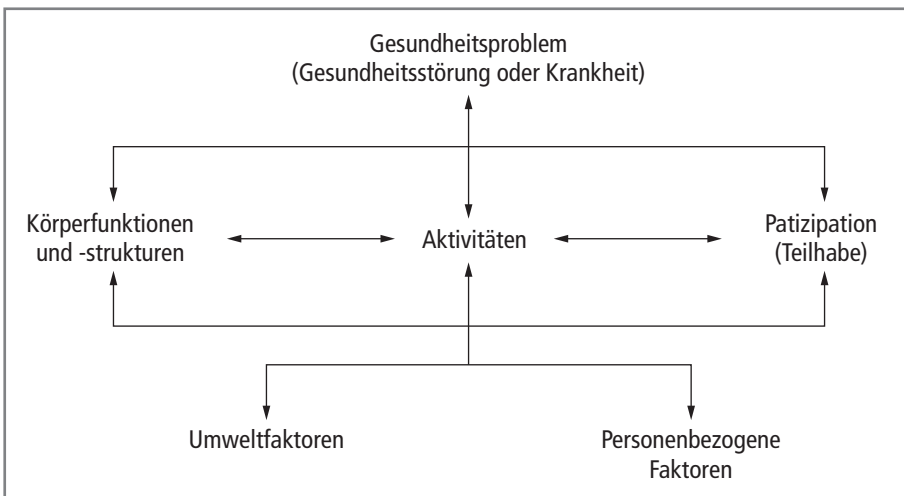 Gesundheitsproblem
(Gesundheitsstörung oder Krankheit)
Körperfunktionen
und -strukturen
Aktivitäten
Patizipation
(Teilhabe)
Umweltfaktoren
Personenbezogene
Faktoren